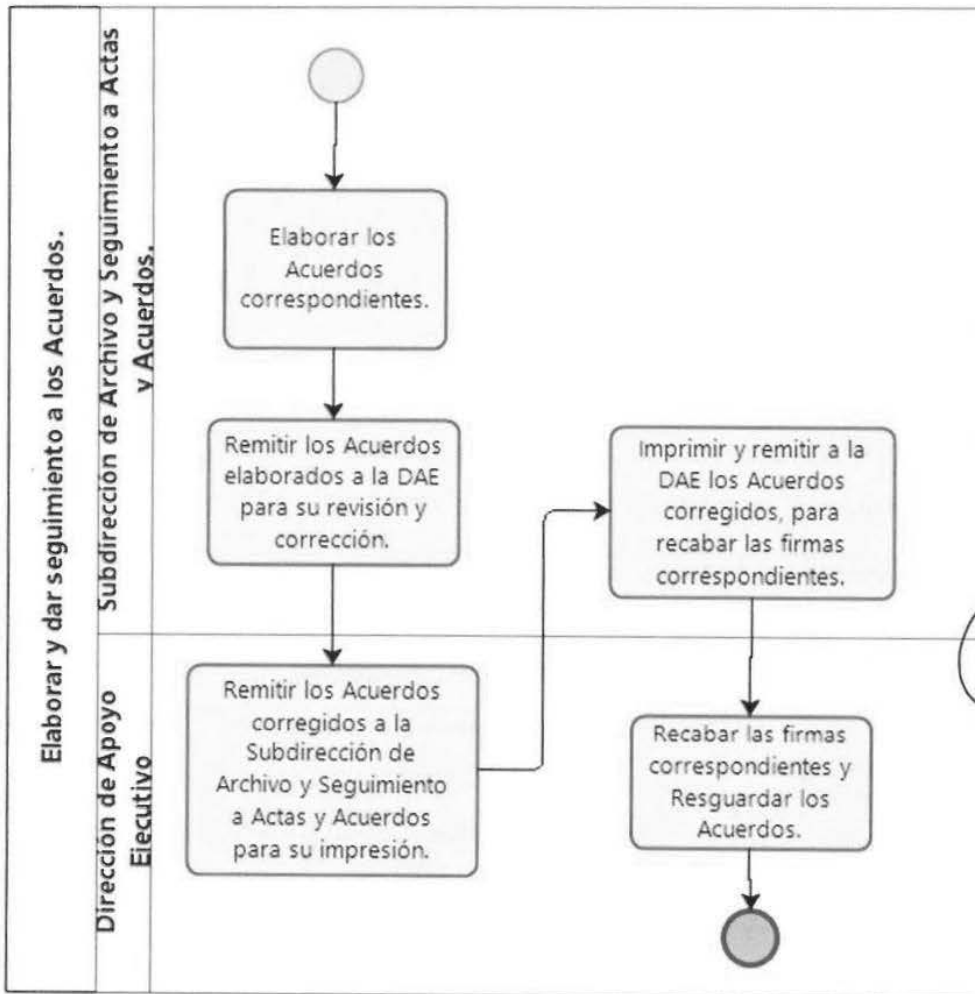 Elaborar y dar seguimiento a los Acuerdos.
Subdirección de Archivo y Seguimiento a Actas
y Acuerdos.
Elaborar los
Acuerdos
correspondientes.
Remitir los Acuerdos
elaborados a la DAE
para su revisión y
corrección.
Imprimir y remitir a la
DAE los Acuerdos
corregidos, para
recabar las firmas
correspondientes.
Dirección de Apoyo
Ejecutivo
Remitir los Acuerdos
corregidos a la
Subdirección de
Archivo y Seguimiento
a Actas y Acuerdos
para su impresión.
Recabar las firmas
correspondientes y
Resguardar los
Acuerdos.